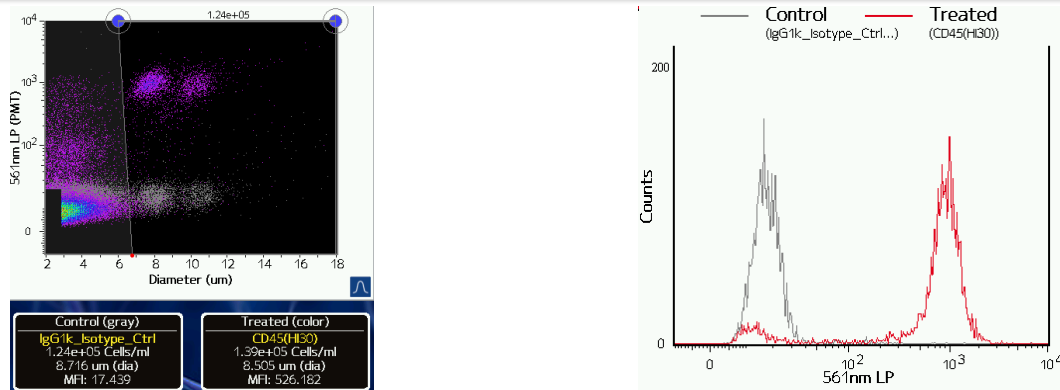 1.24e+05
10⁴
10³
10²
0
561nm LP (PMT)
2 4 6 8 10 12 14 16 18
Diameter (um)
Control (gray)
IgG1k_Isotype_Ctrl
1.24e+05 Cells/ml
8.716 um (dia)
MFI: 17.439
Treated (color)
CD45(HI30)
1.39e+05 Cells/ml
8.505 um (dia)
MFI: 526.182
Control
(IgG1k_Isotype_Ctrl...)
Treated
(CD45(HI30))
200
0
Counts
0 10² 10³ 10⁴
561nm LP